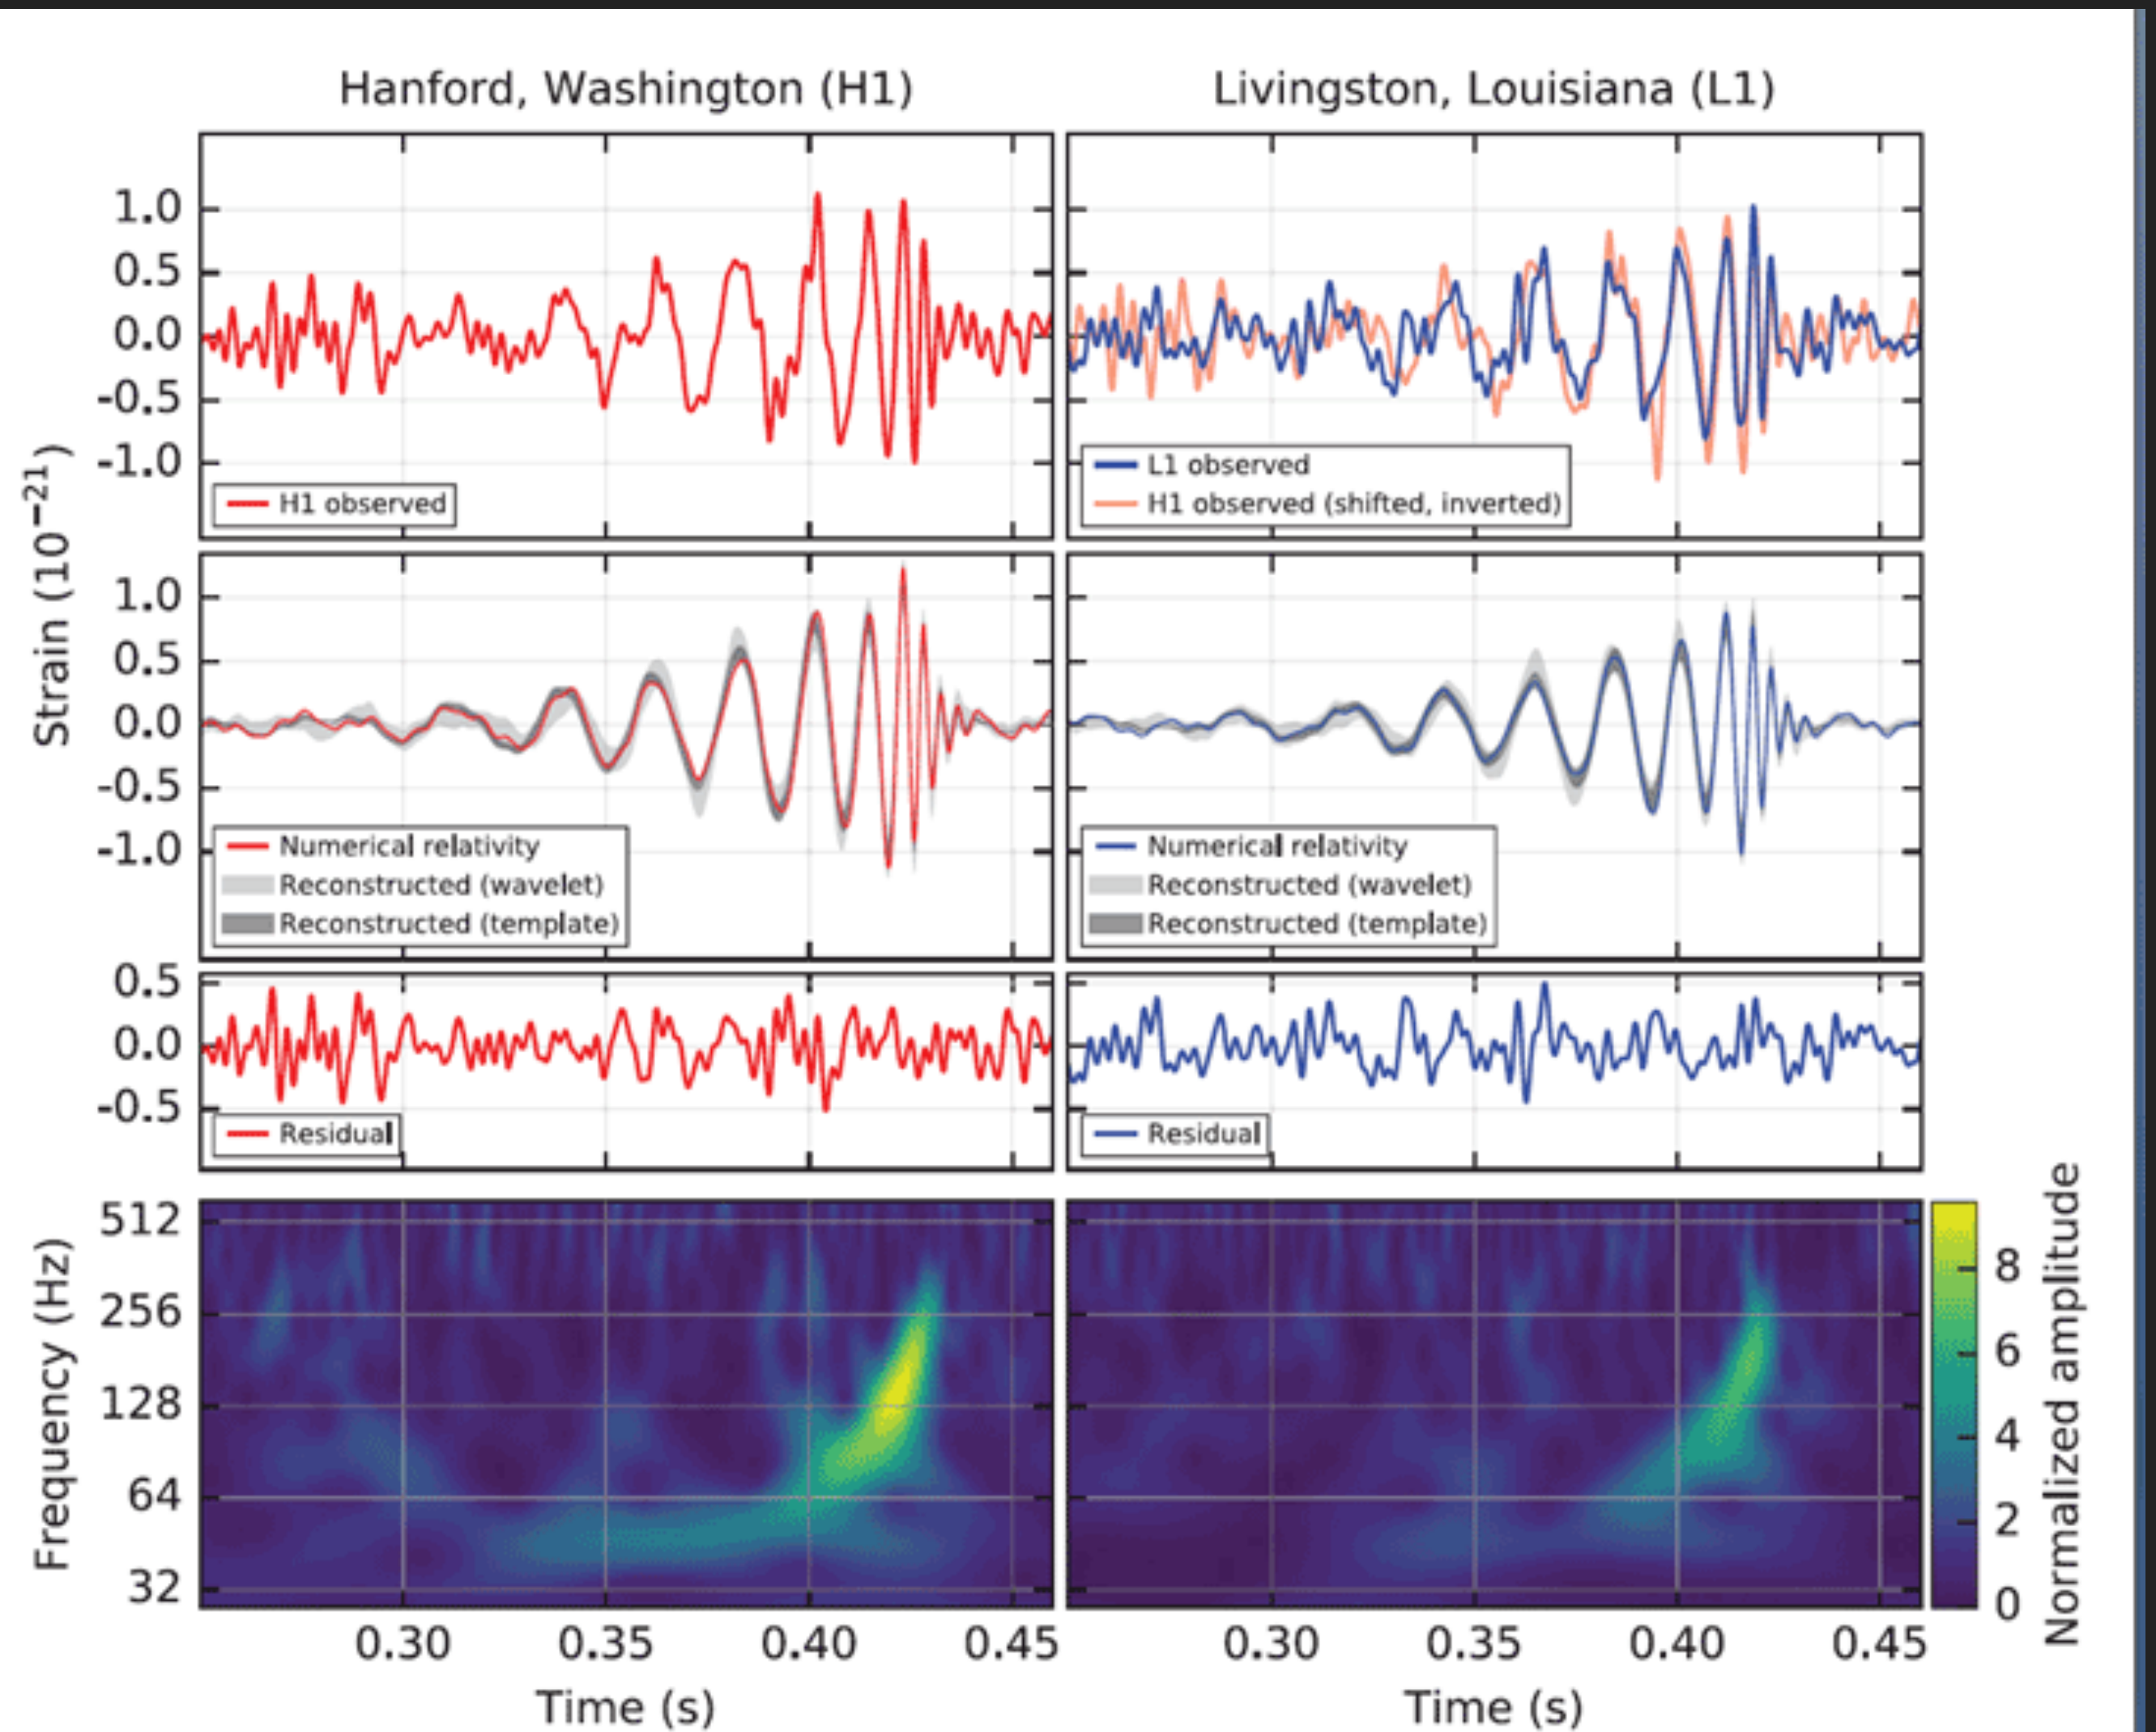 Hanford, Washington (H1)
Livingston, Louisiana (L1)
Strain (10⁻²¹)
1.0
0.5
0.0
-0.5
-1.0
H1 observed
L1 observed
H1 observed (shifted, inverted)
1.0
0.5
0.0
-0.5
-1.0
Numerical relativity
Reconstructed (wavelet)
Reconstructed (template)
Numerical relativity
Reconstructed (wavelet)
Reconstructed (template)
0.5
0.0
-0.5
Residual
Residual
Frequency (Hz)
512
256
128
64
32
Normalized amplitude
8
6
4
2
0
0.30 0.35 0.40 0.45
0.30 0.35 0.40 0.45
Time (s)
Time (s)